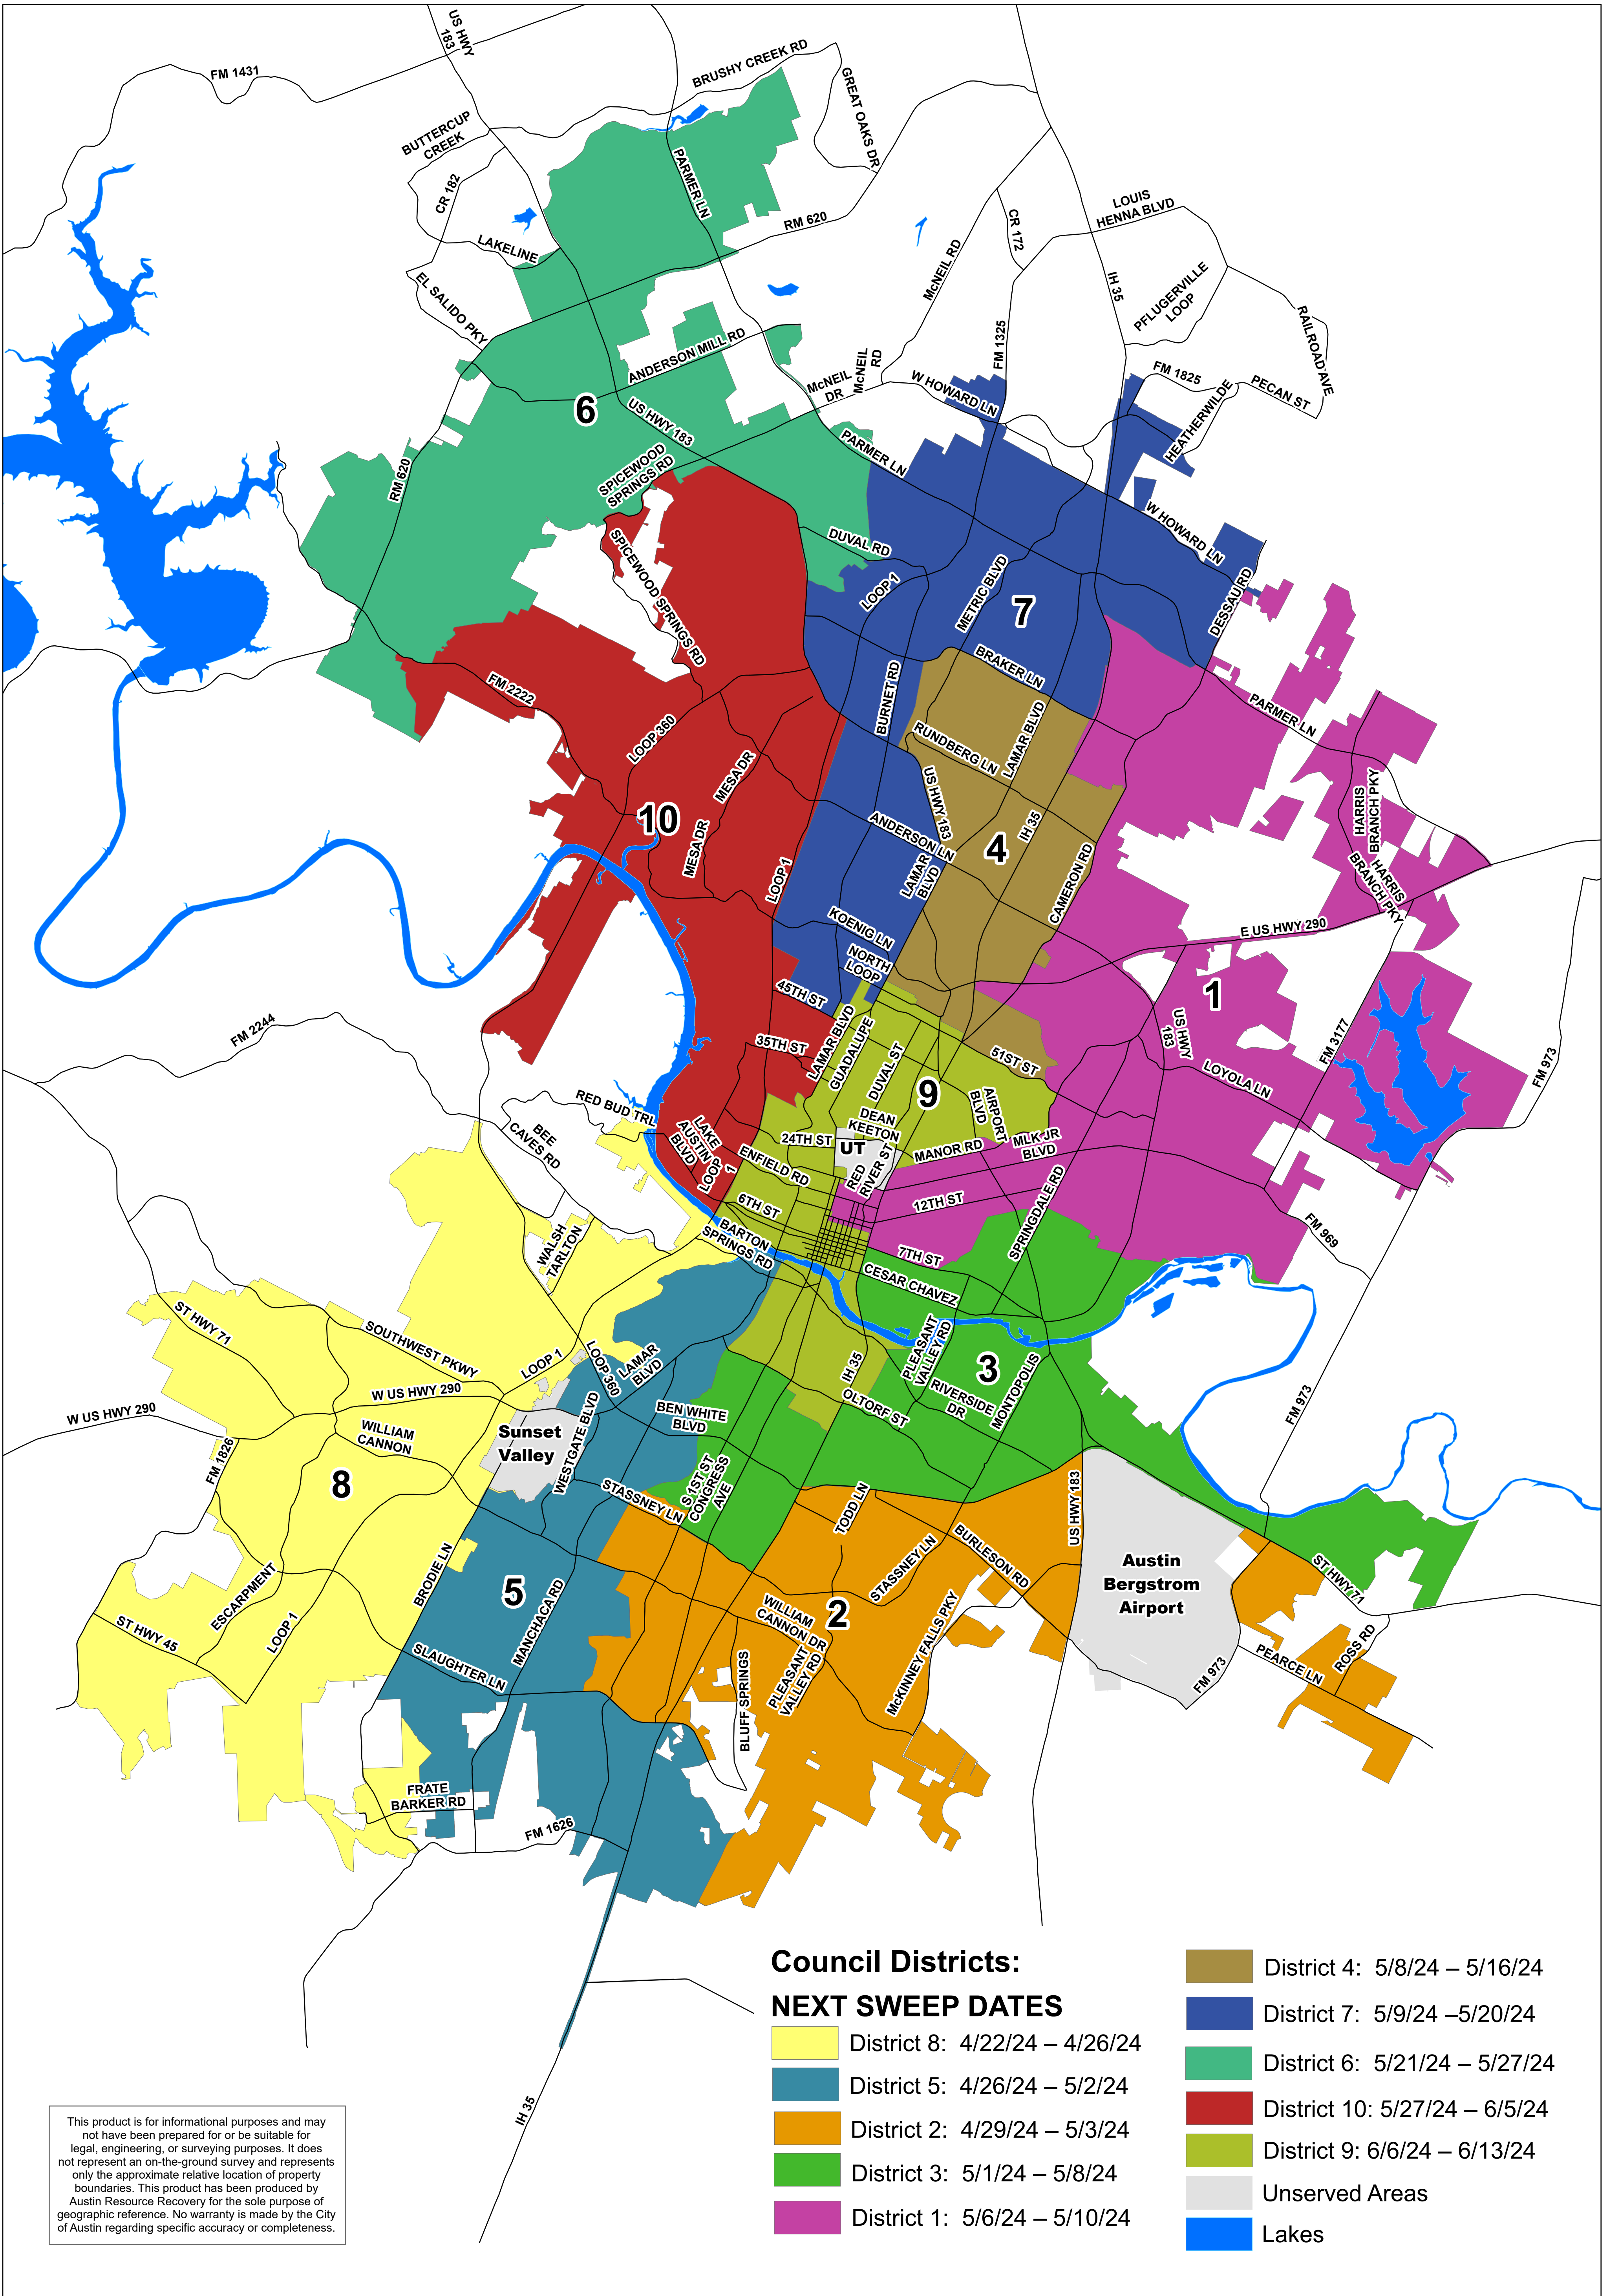 US HWY
183
FM 1431
BRUSHY CREEK RD
GREAT OAKS DR
BUTTERCUP
CREEK
CR 182
PARMER LN
LAKELINE
RM 620
LOUIS
HENNA BLVD
CR 172
McNEIL RD
EL SALIDO PKY
IH 35
PFLUGERVILLE
LOOP
RAILROAD AVE
FM 1325
ANDERSON MILL RD
McNEIL
RD
McNEIL
DR
W HOWARD LN
FM 1825
PECAN ST
HEATHERWILDE
6
US HWY 183
PARMER LN
SPICEWOOD
SPRINGS RD
RM 620
W HOWARD LN
DUVAL RD
SPICEWOOD SPRINGS RD
LOOP 1
METRIC BLVD
7
DESSAU RD
BRAKER LN
FM 2222
BURNET RD
PARMER LN
LOOP 360
RUNDBERG LN
LAMAR BLVD
MESA DR
US HWY 183
HARRIS
BRANCH PKY
10
MESA DR
ANDERSON LN
4
IH 35
LAMAR
BLVD
CAMERON RD
LOOP 1
HARRIS
BRANCH PKY
KOENIG LN
E US HWY 290
NORTH
LOOP
45TH ST
1
FM 2244
35TH ST
LAMAR BLVD
GUADALUPE
US HWY
183
FM 3177
FM 973
DUVAL ST
51ST ST
LOYOLA LN
9
RED BUD TRL
BEE
CAVES RD
LAKE
AUSTIN
BLVD
LOOP
1
AIRPORT
BLVD
DEAN
KEETON
24TH ST
UT
MANOR RD
MLK JR
BLVD
ENFIELD RD
RED
RIVER ST
12TH ST
SPRINGDALE RD
6TH ST
FM 969
WALSH
TARLTON
BARTON
SPRINGS RD
7TH ST
CESAR CHAVEZ
ST HWY 71
SOUTHWEST PKWY
LOOP 1
LOOP 360
LAMAR
BLVD
PLEASANT
VALLEY RD
IH 35
3
RIVERSIDE
DR
MONTOPOLIS
W US HWY 290
W US HWY 290
WESTGATE BLVD
BEN WHITE
BLVD
OLTORF ST
FM 973
FM 1826
WILLIAM
CANNON
Sunset
Valley
8
S 1ST ST
CONGRESS
AVE
STASSNEY LN
TODD LN
US HWY 183
BURLESON RD
Austin
Bergstrom
Airport
ST HWY 71
BRODIE LN
5
STASSNEY LN
ESCARPMENT
MANCHACA RD
WILLIAM
CANNON DR
2
ST HWY 45
LOOP 1
SLAUGHTER LN
BLUFF SPRINGS
PLEASANT
VALLEY RD
McKINNEY FALLS PKY
ROSS RD
PEARCE LN
FM 973
FRATE
BARKER RD
FM 1626
IH 35
Council Districts:
NEXT SWEEP DATES
District 8: 4/22/24 – 4/26/24
District 5: 4/26/24 – 5/2/24
District 2: 4/29/24 – 5/3/24
District 3: 5/1/24 – 5/8/24
District 1: 5/6/24 – 5/10/24
District 4: 5/8/24 – 5/16/24
District 7: 5/9/24 –5/20/24
District 6: 5/21/24 – 5/27/24
District 10: 5/27/24 – 6/5/24
District 9: 6/6/24 – 6/13/24
Unserved Areas
Lakes
This product is for informational purposes and may
not have been prepared for or be suitable for
legal, engineering, or surveying purposes. It does
not represent an on-the-ground survey and represents
only the approximate relative location of property
boundaries. This product has been produced by
Austin Resource Recovery for the sole purpose of
geographic reference. No warranty is made by the City
of Austin regarding specific accuracy or completeness.